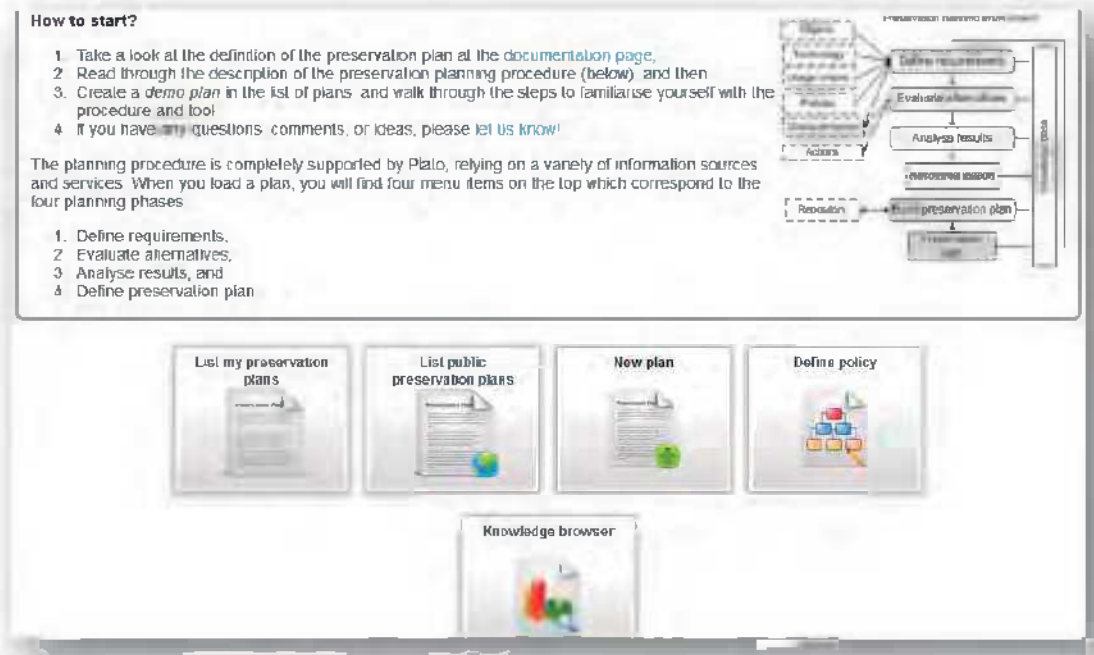 How to start?
1. Take a look at the definition of the preservation plan at the documentation page,
2 Read through the description of the preservation planning procedure (below) and then
3. Create a demo plan in the list of plans and walk through the steps to familiarise yourself with the
procedure and tool
4 If you have any questions comments, or ideas, please let us know!
The planning procedure is completely supported by Plato, relying on a variety of information sources
and services When you load a plan, you will find four menu items on the top which correspond to the
four planning phases
1. Define requirements,
2 Evaluate alternatives,
3 Analyse results, and
4 Define preservation plan
Define requirements
Evaluate alternatives
Analyse results
Actions
preservation plan
List my preservation
plans
List public
preservation plans
New plan
Define policy
Knowledge browser